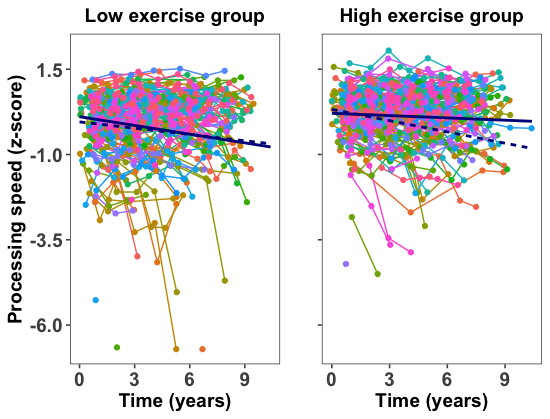 Low exercise group
High exercise group
Processing speed (z-score)
1.5
-1.0
-3.5
-6.0
0 3 6 9
0 3 6 9
Time (years)
Time (years)